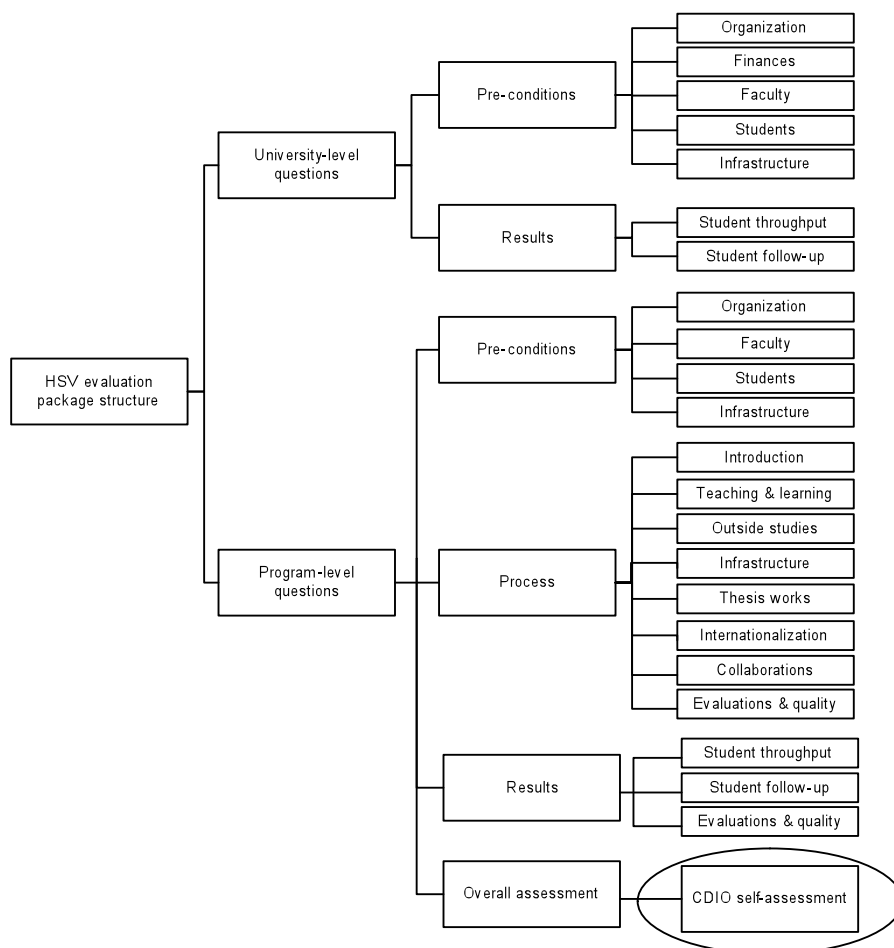 HSV evaluation
package structure
University-level
questions
Pre-conditions
Organization
Finances
Faculty
Students
Infrastructure
Results
Student throughput
Student follow-up
Program-level
questions
Pre-conditions
Organization
Faculty
Students
Infrastructure
Process
Introduction
Teaching & learning
Outside studies
Infrastructure
Thesis works
Internationalization
Collaborations
Evaluations & quality
Results
Student throughput
Student follow-up
Evaluations & quality
Overall assessment
CDIO self-assessment